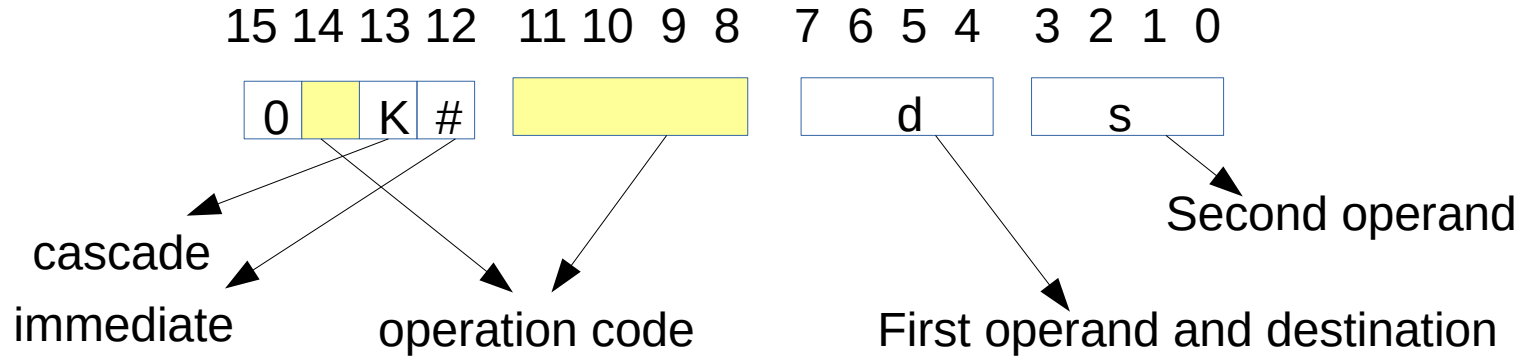 15 14 13 12 11 10 9 8 7 6 5 4 3 2 1 0
0 K # d s
Second operand
cascade
immediate operation code First operand and destination